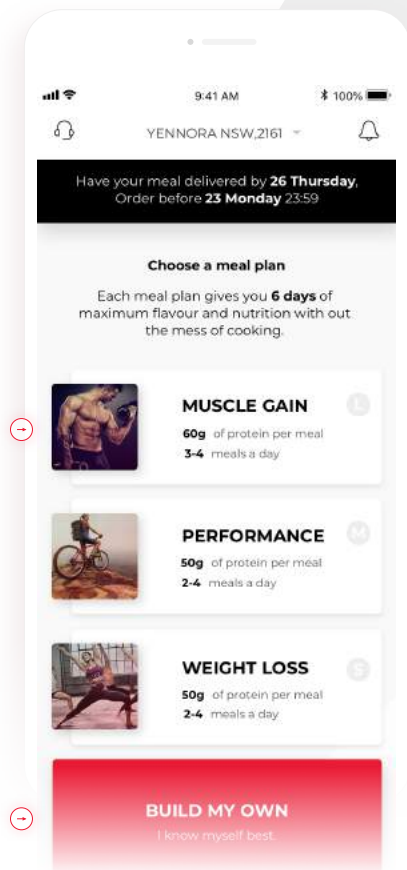 9:41 AM
100%
YENNORA NSW,2161
Have your meal delivered by 26 Thursday,
Order before 23 Monday 23:59
Choose a meal plan
Each meal plan gives you 6 days of
maximum flavour and nutrition with out
the mess of cooking.
MUSCLE GAIN
L
60g of protein per meal
3-4 meals a day
PERFORMANCE
M
50g of protein per meal
2-4 meals a day
WEIGHT LOSS
S
50g of protein per meal
2-4 meals a day
BUILD MY OWN
I know myself best.